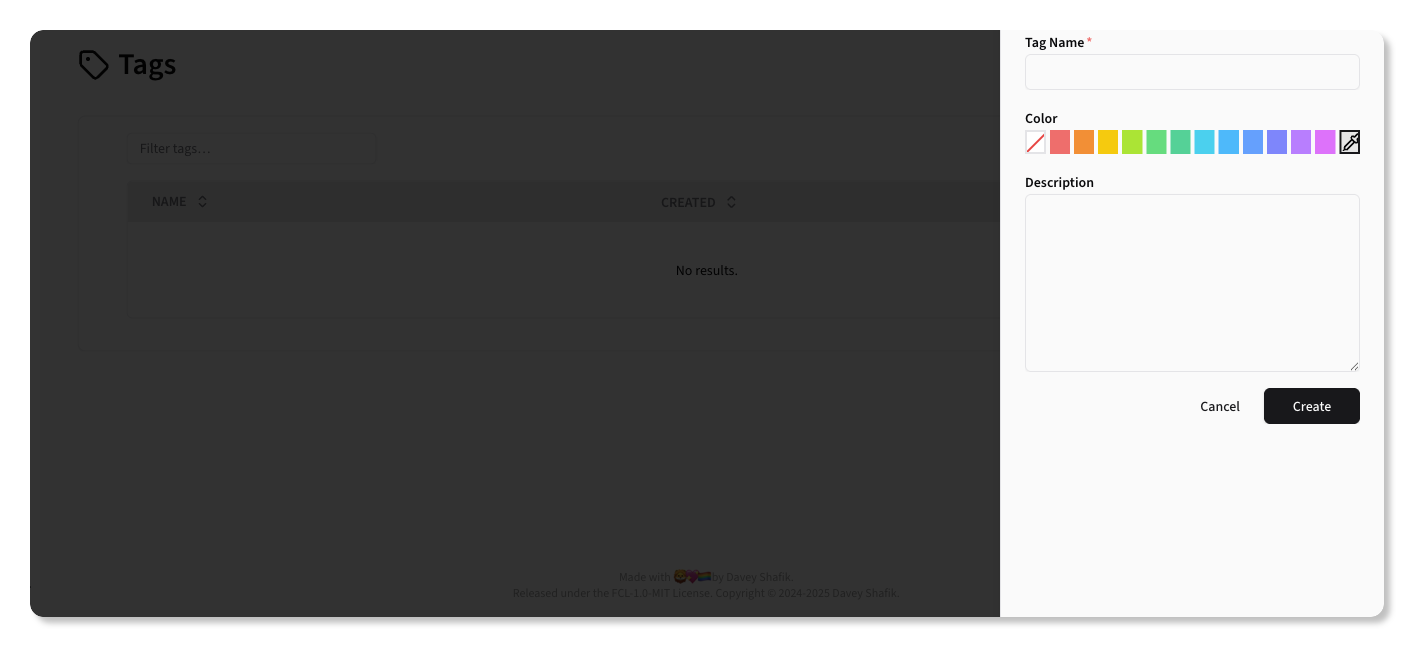 Tags
Filter tags...
NAME
CREATED
No results.
Made with 🦁💖🏳️‍🌈 by Davey Shafik.
Released under the FCL-1.0-MIT License. Copyright © 2024-2025 Davey Shafik.
Tag Name *
Color
Description
Cancel
Create